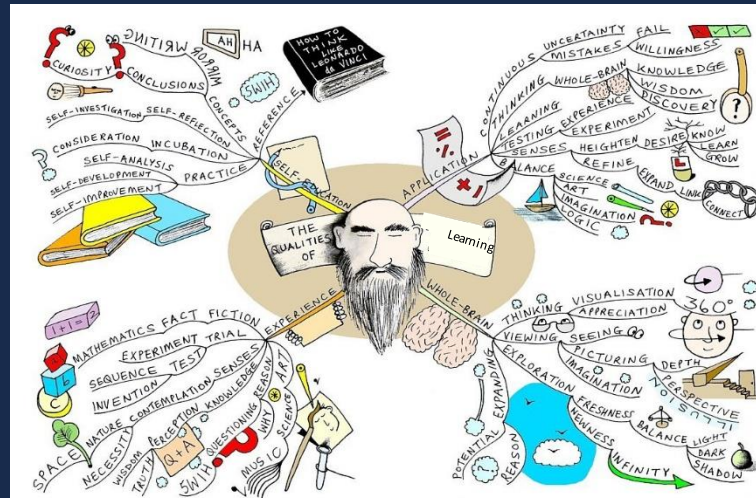 THE QUALITIES OF
Learning
SELF-EDUCATION
REFERENCE
HOW TO THINK LIKE LEONARDO da VINCI
5WIH
CONCEPTS
MIRROR WRITING
AH HA
CONCLUSIONS
CURIOSITY
SELF-REFLECTION
SELF-INVESTIGATION
INCUBATION
CONSIDERATION
PRACTICE
SELF-ANALYSIS
SELF-DEVELOPMENT
SELF-IMPROVEMENT
APPLICATION
CONTINUOUS
UNCERTAINTY
MISTAKES
FAIL
WILLINGNESS
THINKING
WHOLE-BRAIN
KNOWLEDGE
WISDOM
DISCOVERY
LEARNING
EXPERIENCE
TESTING
EXPERIMENT
SENSES
HEIGHTEN
REFINE
DESIRE
KNOW
LEARN
GROW
EXPAND
LINK
CONNECT
BALANCE
SCIENCE
ART
IMAGINATION
LOGIC
WHOLE-BRAIN
THINKING
VISUALISATION
APPRECIATION
360°
VIEWING
SEEING
PICTURING
IMAGINATION
DEPTH
PERSPECTIVE
ILLUSION
EXPLORATION
FRESHNESS
NEWNESS
BALANCE
LIGHT
DARK
SHADOW
INFINITY
EXPANDING
POTENTIAL
REASON
EXPERIENCE
MATHEMATICS
FACT
FICTION
1+1=2
EXPERIMENT
TRIAL
TEST
SEQUENCE
INVENTION
SENSES
CONTEMPLATION
NATURE
SPACE
NECESSITY
KNOWLEDGE
PERCEPTION
WISDOM
TRUTH
Q+A
QUESTIONING
REASON
WHY
5WIH
ART
SCIENCE
MUSIC